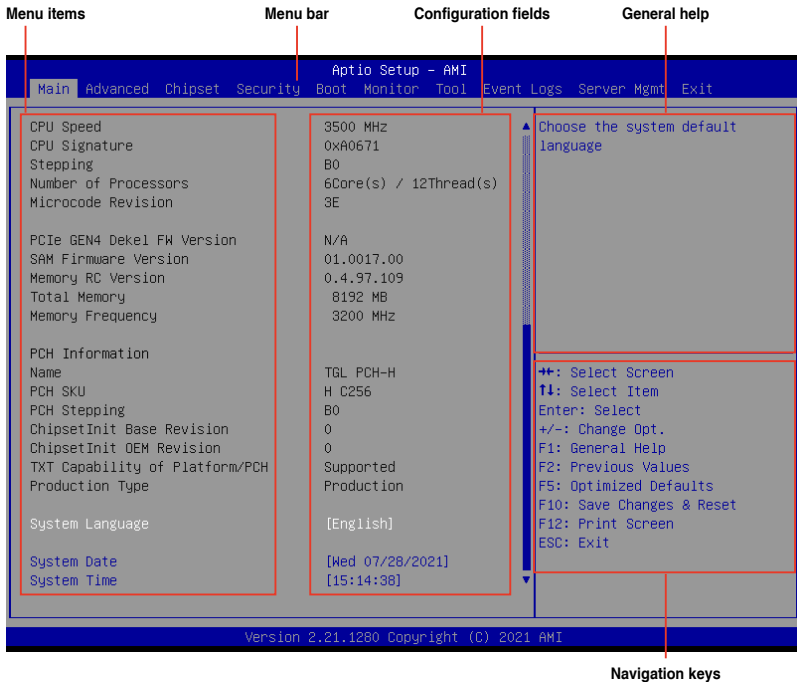 Menu items Menu bar Configuration fields General help
Aptio Setup - AMI
Main Advanced Chipset Security Boot Monitor Tool Event Logs Server Mgmt Exit
CPU Speed 3500 MHz
CPU Signature 0xA0671
Stepping B0
Number of Processors 6Core(s) / 12Thread(s)
Microcode Revision 3E
PCIe GEN4 Dekel FW Version N/A
SAM Firmware Version 01.0017.00
Memory RC Version 0.4.97.109
Total Memory 8192 MB
Memory Frequency 3200 MHz
PCH Information
Name TGL PCH-H
PCH SKU H C256
PCH Stepping B0
ChipsetInit Base Revision 0
ChipsetInit OEM Revision 0
TXT Capability of Platform/PCH Supported
Production Type Production
System Language [English]
System Date [Wed 07/28/2021]
System Time [15:14:38]
Choose the system default
language
→←: Select Screen
↑↓: Select Item
Enter: Select
+/-: Change Opt.
F1: General Help
F2: Previous Values
F5: Optimized Defaults
F10: Save Changes & Reset
F12: Print Screen
ESC: Exit
Version 2.21.1280 Copyright (C) 2021 AMI
Navigation keys